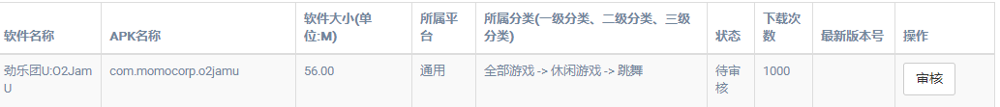 软件名称 APK名称 软件大小(单位:M) 所属平台 所属分类(一级分类、二级分类、三级分类) 状态 下载次数 最新版本号 操作
劲乐团U:O2Jam U com.momocorp.o2jamu 56.00 通用 全部游戏 -> 休闲游戏 -> 跳舞 待审核 1000 审核